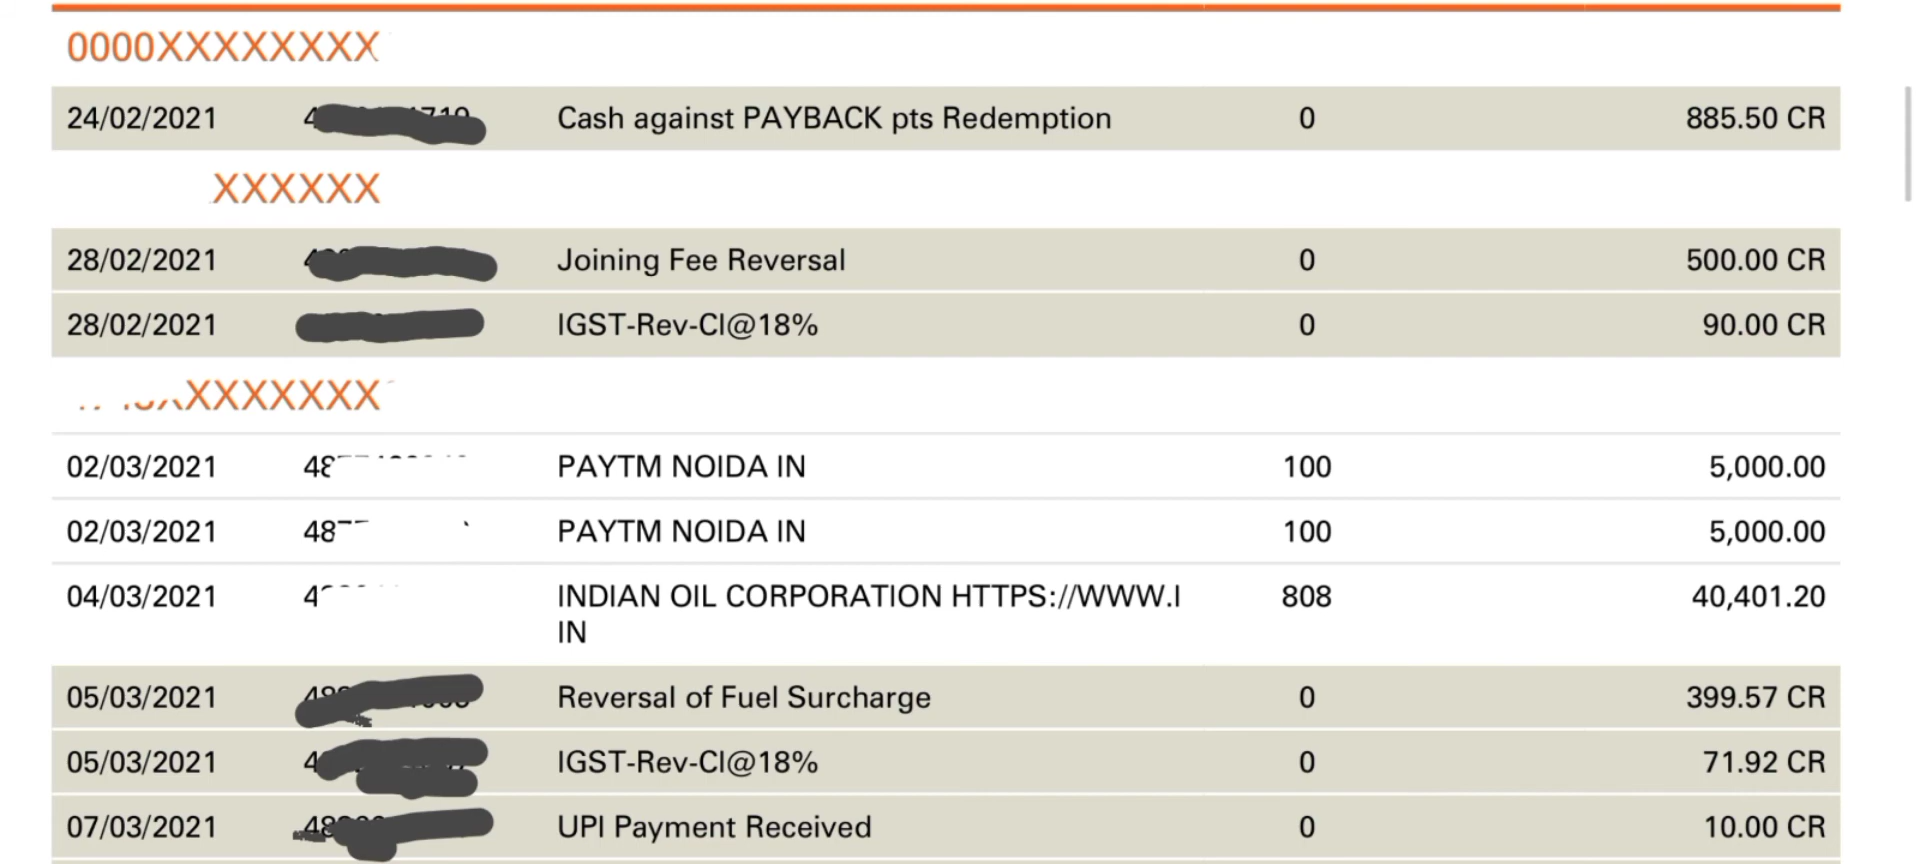 0000XXXXXXXX
24/02/2021 Cash against PAYBACK pts Redemption 0 885.50 CR
XXXXXX
28/02/2021 Joining Fee Reversal 0 500.00 CR
28/02/2021 IGST-Rev-CI@18% 0 90.00 CR
XXXXXXX
02/03/2021 PAYTM NOIDA IN 100 5,000.00
02/03/2021 PAYTM NOIDA IN 100 5,000.00
04/03/2021 INDIAN OIL CORPORATION HTTPS://WWW.I 808 40,401.20
IN
05/03/2021 Reversal of Fuel Surcharge 0 399.57 CR
05/03/2021 IGST-Rev-CI@18% 0 71.92 CR
07/03/2021 UPI Payment Received 0 10.00 CR